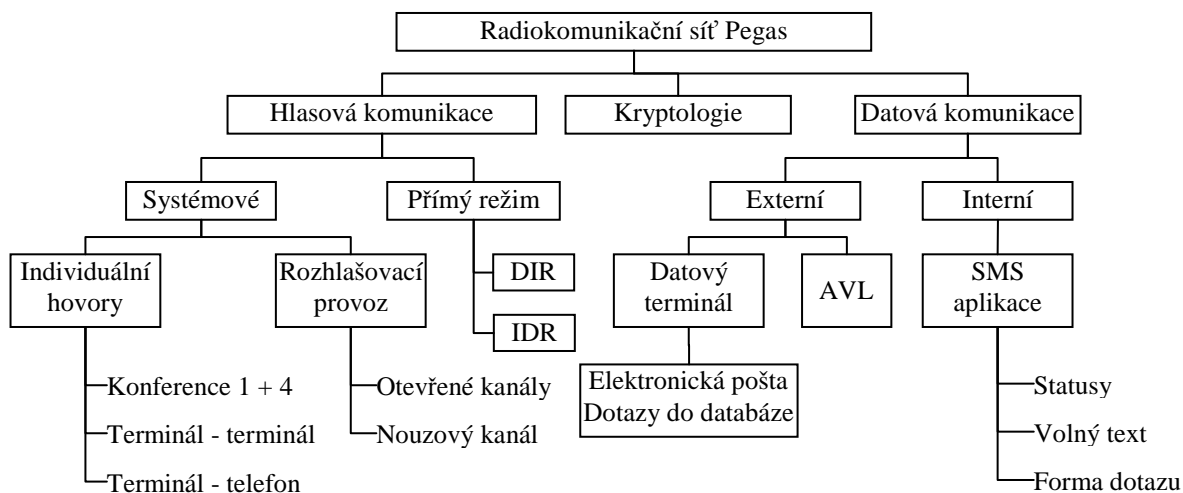 Radiokomunikační síť Pegas
Hlasová komunikace
Kryptologie
Datová komunikace
Systémové
Přímý režim
Externí
Interní
Individuální
hovory
Rozhlašovací
provoz
DIR
IDR
Datový
terminál
AVL
SMS
aplikace
Konference 1 + 4
Terminál - terminál
Terminál - telefon
Otevřené kanály
Nouzový kanál
Elektronická pošta
Dotazy do databáze
Statusy
Volný text
Forma dotazu